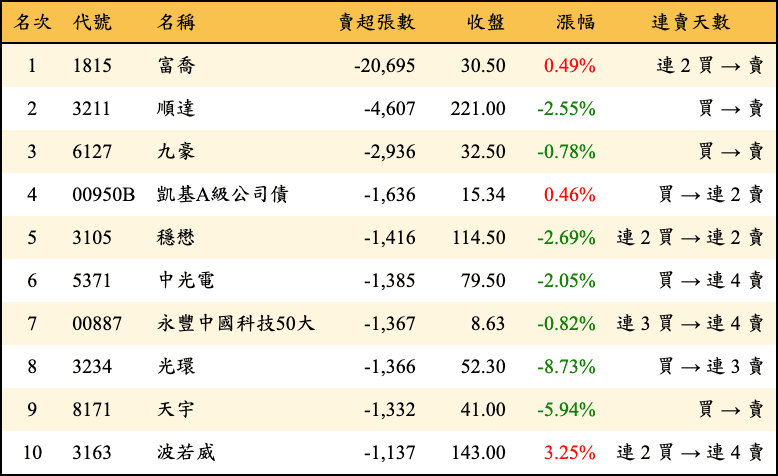 名次 代號 名稱 賣超張數 收盤 漲幅 連賣天數
1 1815 富喬 -20,695 30.50 0.49% 連 2 買 → 賣
2 3211 順達 -4,607 221.00 -2.55% 買 → 賣
3 6127 九豪 -2,936 32.50 -0.78% 買 → 賣
4 00950B 凱基A級公司債 -1,636 15.34 0.46% 買 → 連 2 賣
5 3105 穩懋 -1,416 114.50 -2.69% 連 2 買 → 連 2 賣
6 5371 中光電 -1,385 79.50 -2.05% 買 → 連 4 賣
7 00887 永豐中國科技50大 -1,367 8.63 -0.82% 連 3 買 → 連 4 賣
8 3234 光環 -1,366 52.30 -8.73% 買 → 連 3 賣
9 8171 天宇 -1,332 41.00 -5.94% 買 → 賣
10 3163 波若威 -1,137 143.00 3.25% 連 2 買 → 連 4 賣